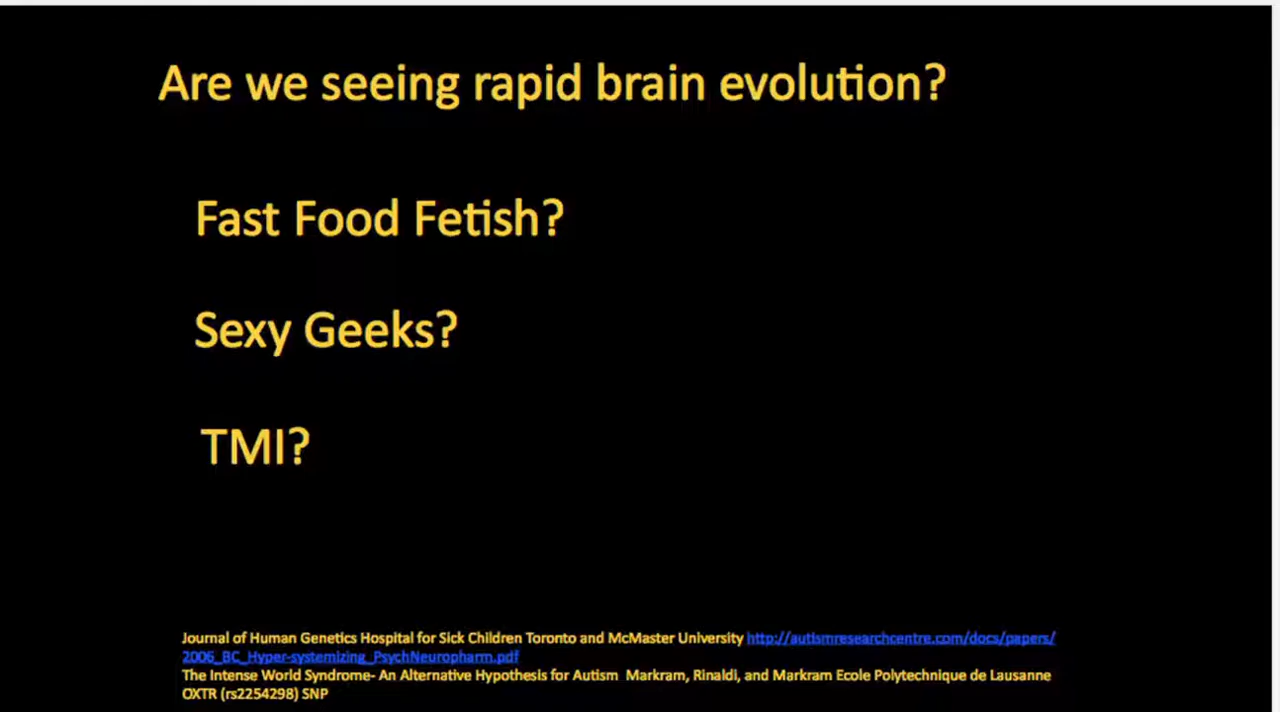 Are we seeing rapid brain evolution?
Fast Food Fetish?
Sexy Geeks?
TMI?
Journal of Human Genetics Hospital for Sick Children Toronto and McMaster University http://autismresearchcentre.com/docs/papers/
2006_BC_Hyper-systemizing_PsychNeuropharm.pdf
The Intense World Syndrome- An Alternative Hypothesis for Autism  Markram, Rinaldi, and Markram Ecole Polytechnique de Lausanne
OXTR (rs2254298) SNP